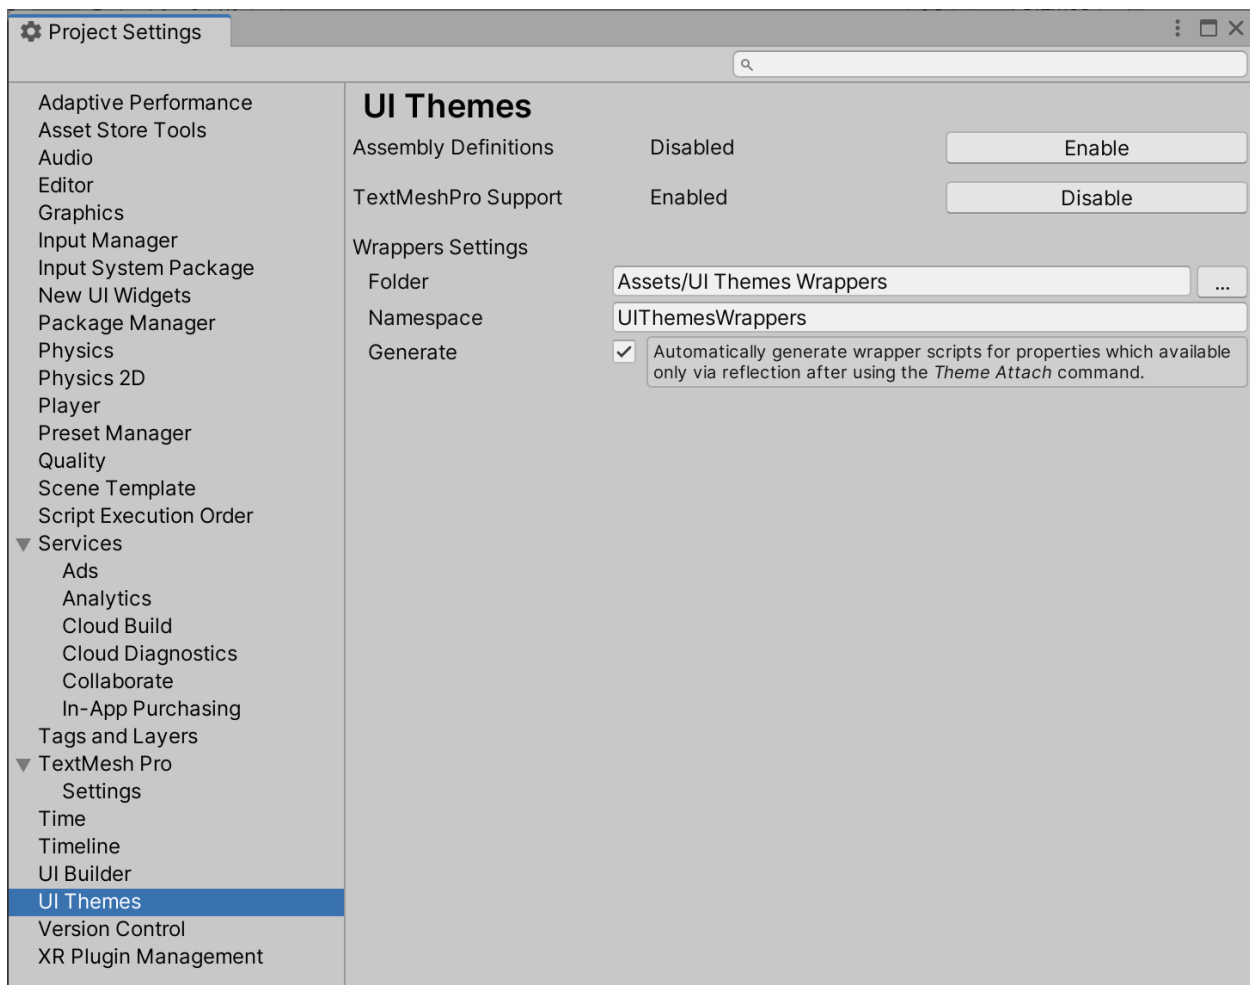 Project Settings
Adaptive Performance
Asset Store Tools
Audio
Editor
Graphics
Input Manager
Input System Package
New UI Widgets
Package Manager
Physics
Physics 2D
Player
Preset Manager
Quality
Scene Template
Script Execution Order
Services
Ads
Analytics
Cloud Build
Cloud Diagnostics
Collaborate
In-App Purchasing
Tags and Layers
TextMesh Pro
Settings
Time
Timeline
UI Builder
UI Themes
Version Control
XR Plugin Management
UI Themes
Assembly Definitions Disabled Enable
TextMeshPro Support Enabled Disable
Wrappers Settings
Folder Assets/UI Themes Wrappers ...
Namespace UIThemesWrappers
Generate Automatically generate wrapper scripts for properties which available
only via reflection after using the Theme Attach command.